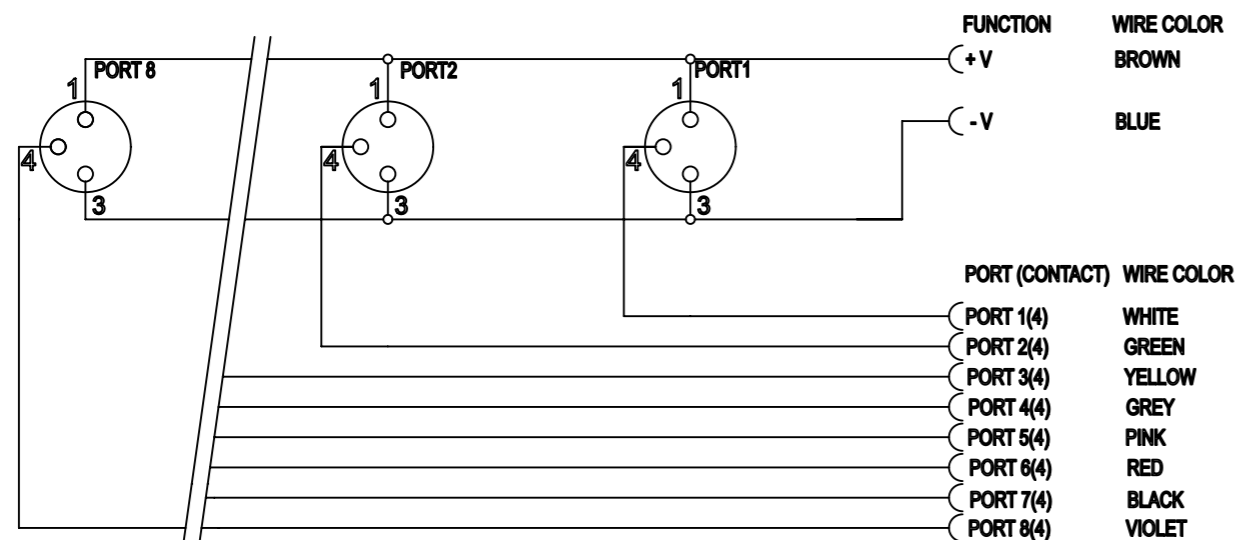 FUNCTION WIRE COLOR
+ V BROWN
PORT 8 PORT2 PORT1
1 1 1
- V BLUE
4 4 4
3 3 3
PORT (CONTACT) WIRE COLOR
PORT 1(4) WHITE
PORT 2(4) GREEN
PORT 3(4) YELLOW
PORT 4(4) GREY
PORT 5(4) PINK
PORT 6(4) RED
PORT 7(4) BLACK
PORT 8(4) VIOLET